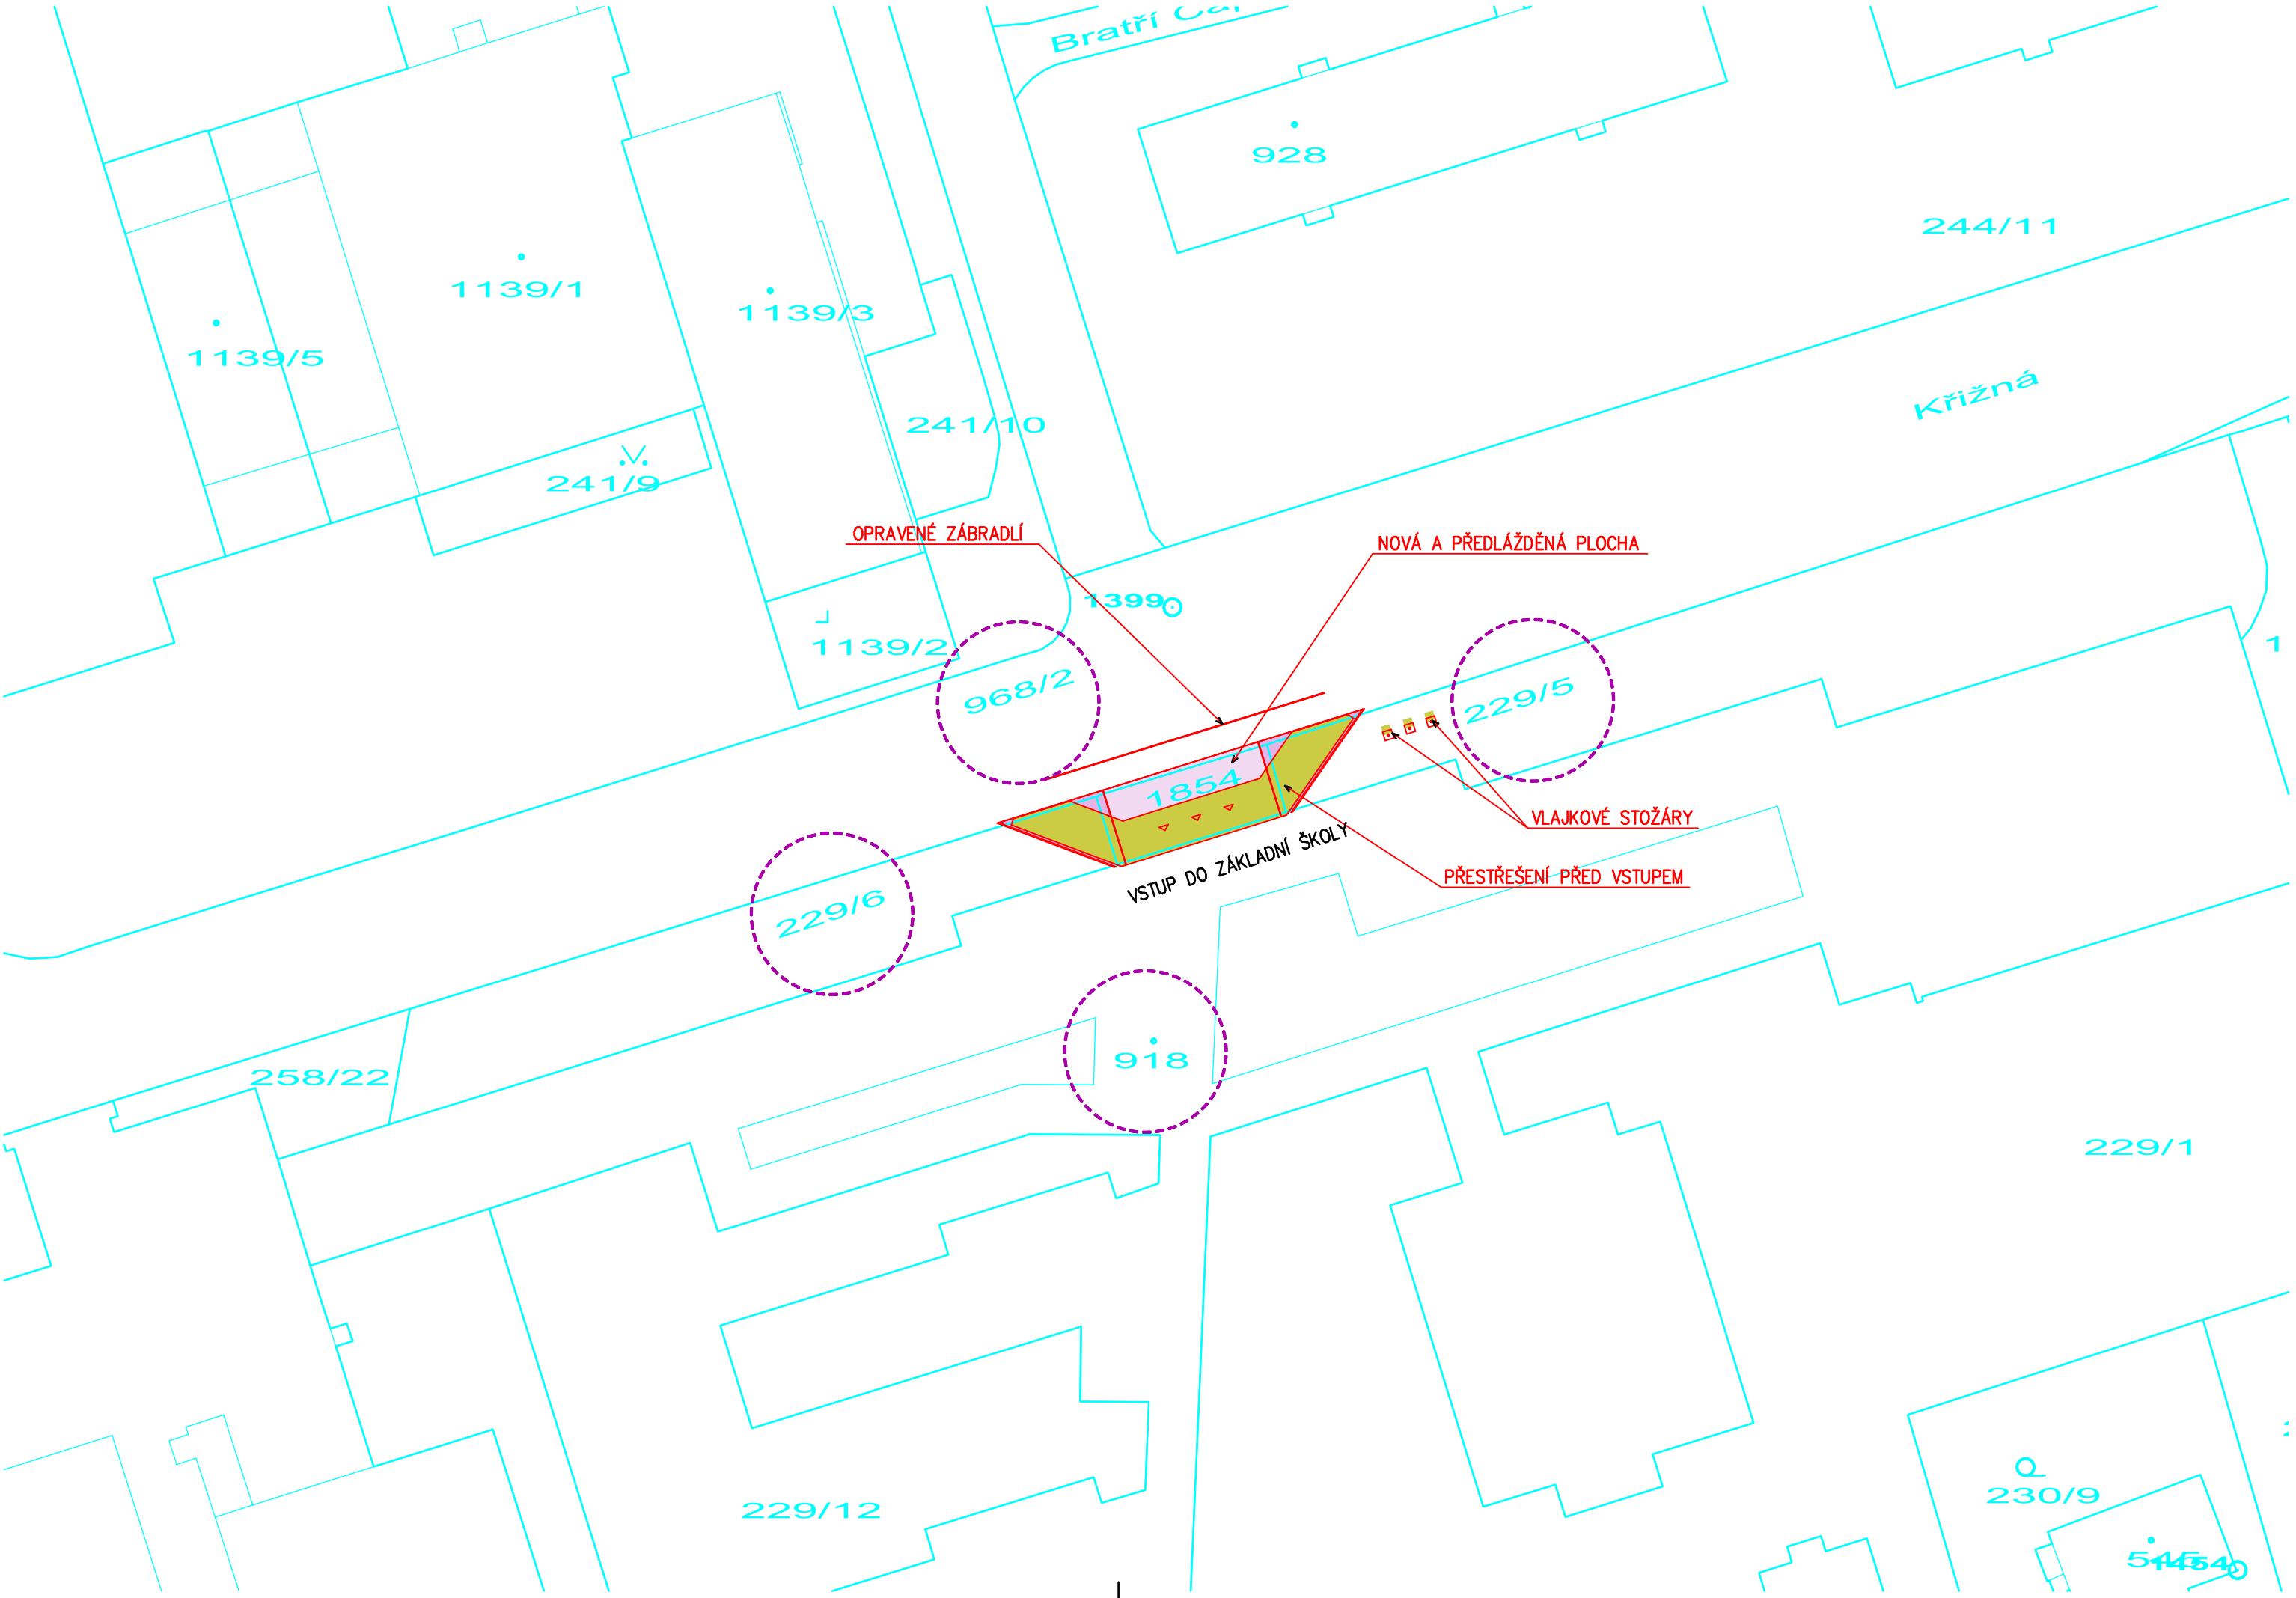 Bratří
928
244/11
1139/1
1139/3
1139/5
Křižná
241/10
241/9
OPRAVENÉ ZÁBRADLÍ
NOVÁ A PŘEDLÁŽDĚNÁ PLOCHA
1399
1139/2
968/2
229/5
1854
VLAJKOVÉ STOŽÁRY
VSTUP DO ZÁKLADNÍ ŠKOLY
PŘESTŘEŠENÍ PŘED VSTUPEM
229/6
918
258/22
229/1
230/9
229/12
545
1454